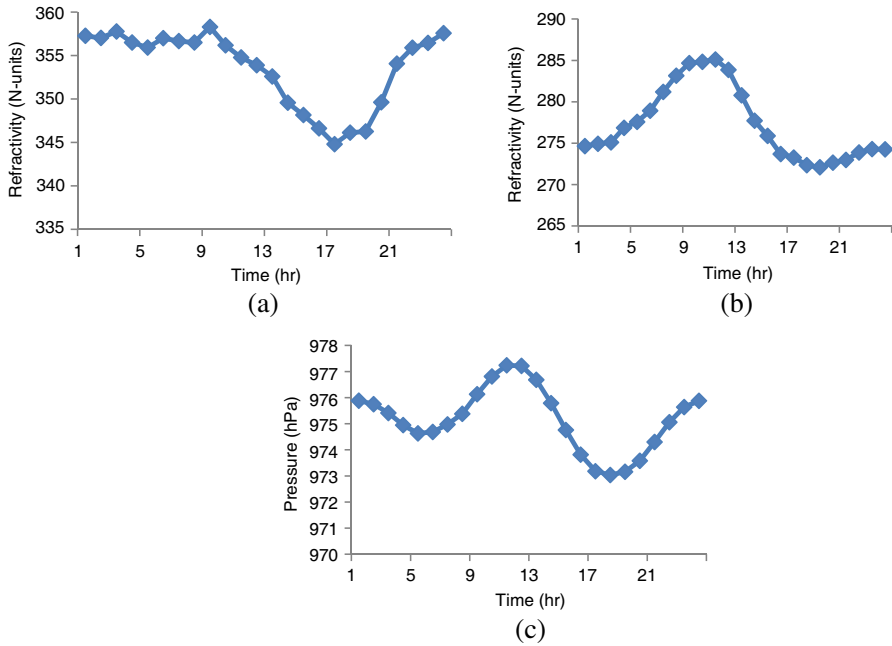 360
355
350
345
340
335
Refractivity (N-units)
1 5 9 13 17 21
Time (hr)
(a)
290
285
280
275
270
265
Refractivity (N-units)
1 5 9 13 17 21
Time (hr)
(b)
978
977
976
975
974
973
972
971
970
Pressure (hPa)
1 5 9 13 17 21
Time (hr)
(c)